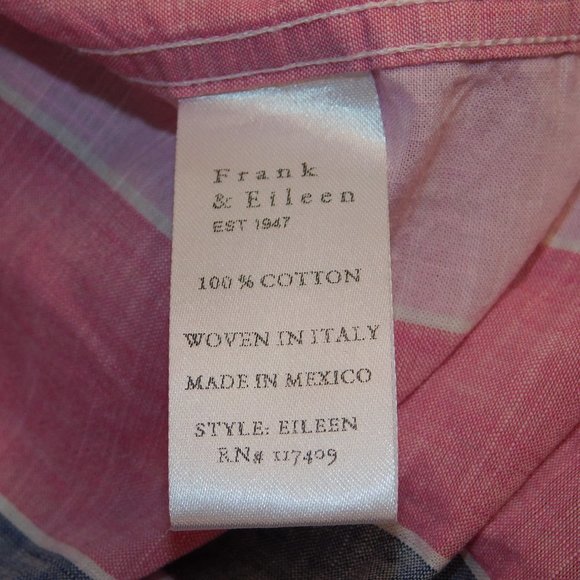 Frank
& Eileen
EST 1947
100% COTTON
WOVEN IN ITALY
MADE IN MEXICO
STYLE: EILEEN
RN# 117409